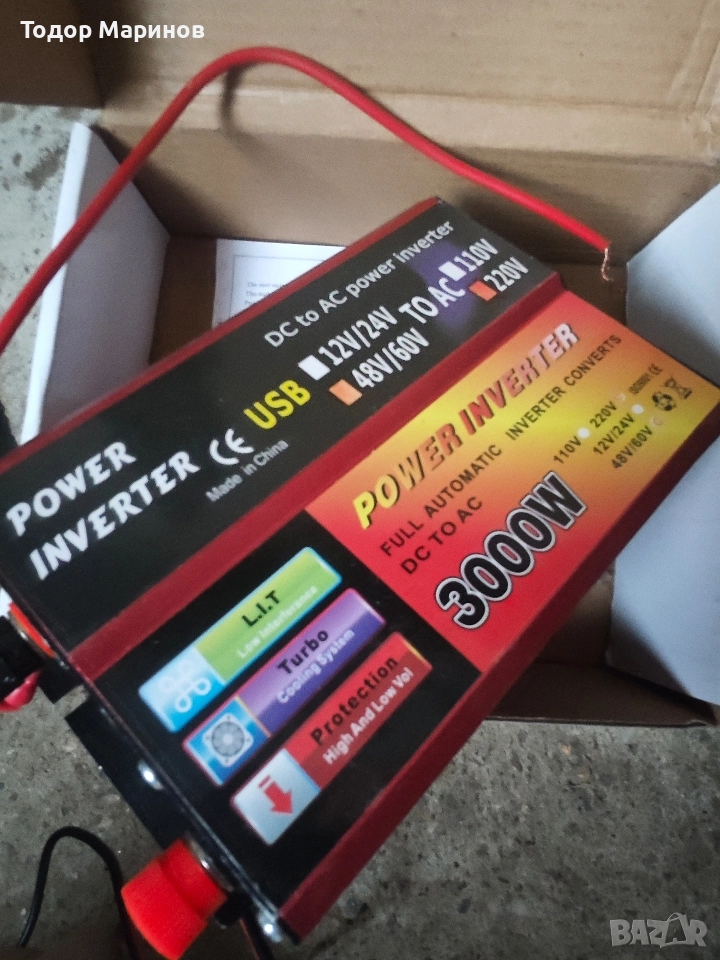 Тодор Маринов
DC to AC power inverter
POWER
INVERTER CE USB 12V/24V TO AC 110V
48V/60V 220V
Made in China
POWER INVERTER
FULL AUTOMATIC INVERTER CONVERTS
DC TO AC
110V 220V ISO9001 CE
12V/24V
48V/60V
3000W
L.I.T
Low Interference
Turbo
Cooling System
Protection
High And Low Vol
BAZAR